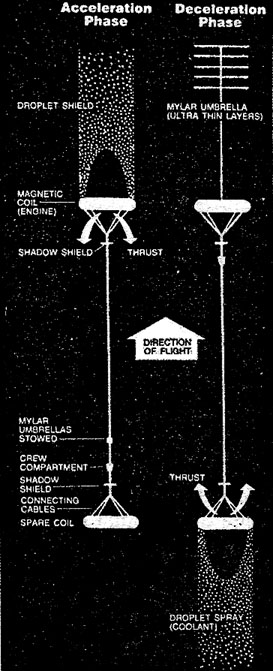 Acceleration
Phase
Deceleration
Phase
DROPLET SHIELD
MYLAR UMBRELLA
(ULTRA THIN LAYERS)
MAGNETIC
COIL
(ENGINE)
SHADOW SHIELD
THRUST
DIRECTION
OF FLIGHT
MYLAR
UMBRELLAS
STOWED
CREW
COMPARTMENT
SHADOW
SHIELD
CONNECTING
CABLES
SPARE COIL
THRUST
DROPLET SPRAY
(COOLANT)